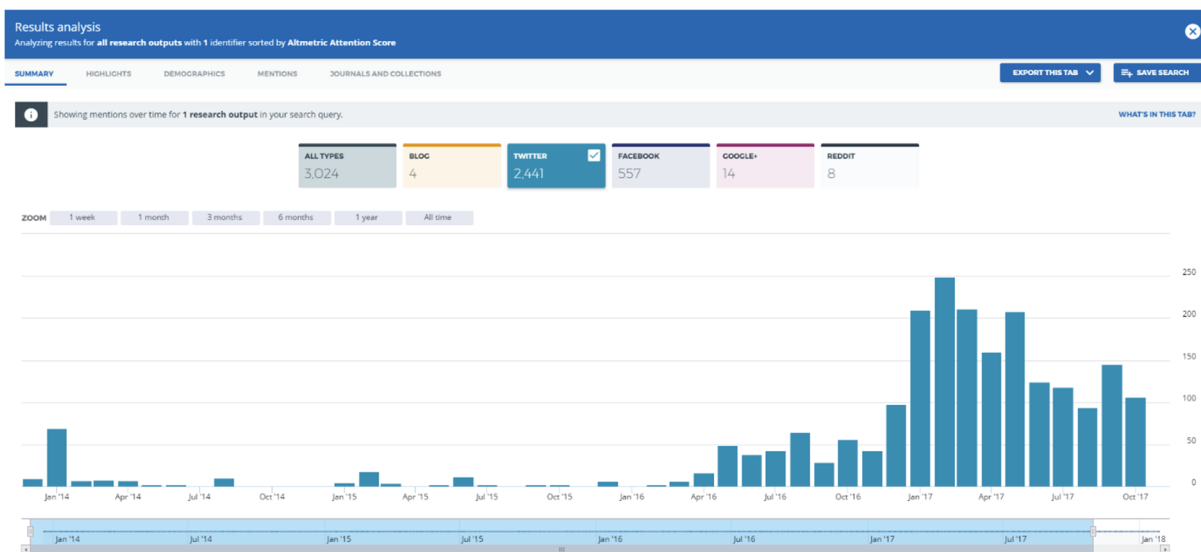 Results analysis
Analyzing results for all research outputs with 1 identifier sorted by Altmetric Attention Score
SUMMARY HIGHLIGHTS DEMOGRAPHICS MENTIONS JOURNALS AND COLLECTIONS EXPORT THIS TAB SAVE SEARCH
Showing mentions over time for 1 research output in your search query. WHAT'S IN THIS TAB?
ALL TYPES BLOG TWITTER FACEBOOK GOOGLE+ REDDIT
3,024 4 2,441 557 14 8
ZOOM 1 week 1 month 3 months 6 months 1 year All time
250
200
150
100
50
0
Jan '14 Apr '14 Jul '14 Oct '14 Jan '15 Apr '15 Jul '15 Oct '15 Jan '16 Apr '16 Jul '16 Oct '16 Jan '17 Apr '17 Jul '17 Oct '17
Jan '14 Jul '14 Jan '15 Jul '15 Jan '16 Jul '16 Jan '17 Jul '17 Jan '18